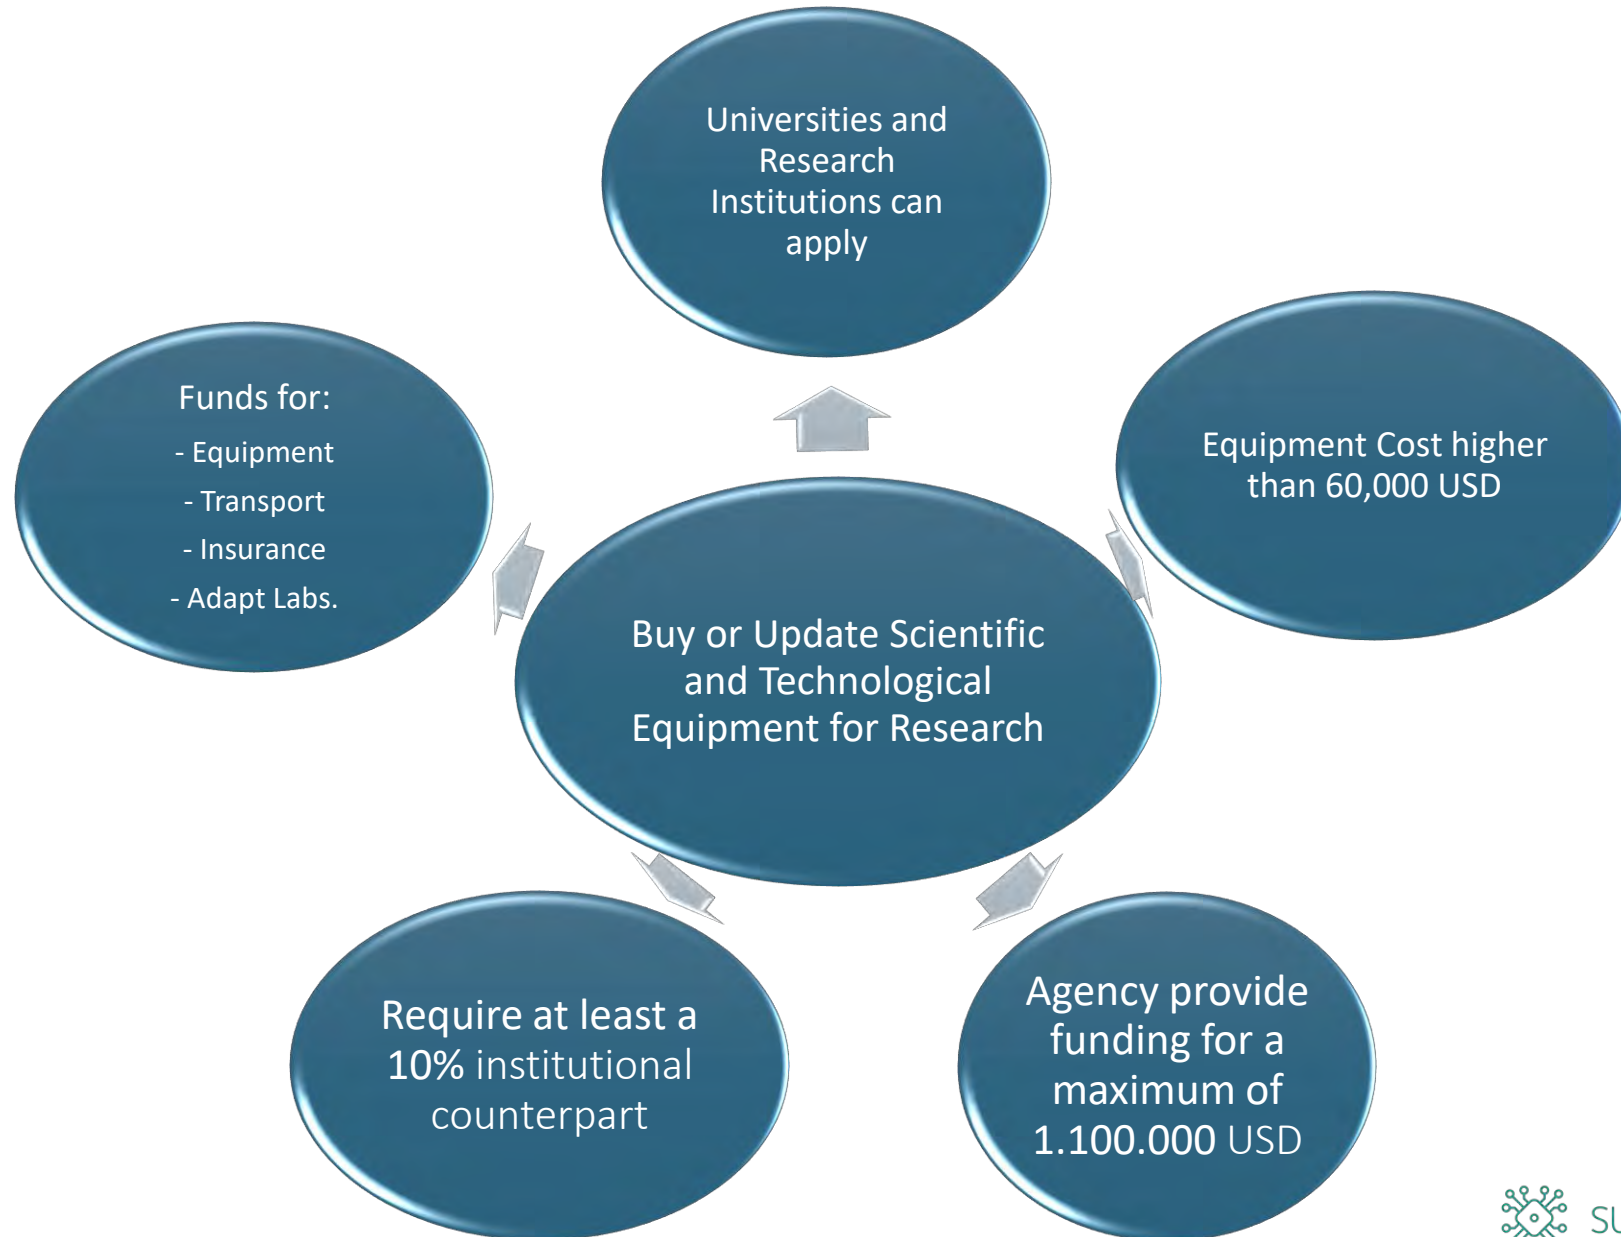 Universities and
Research
Institutions can
apply
Funds for:
- Equipment
- Transport
- Insurance
- Adapt Labs.
Equipment Cost higher
than 60,000 USD
Buy or Update Scientific
and Technological
Equipment for Research
Require at least a
10% institutional
counterpart
Agency provide
funding for a
maximum of
1.100.000 USD